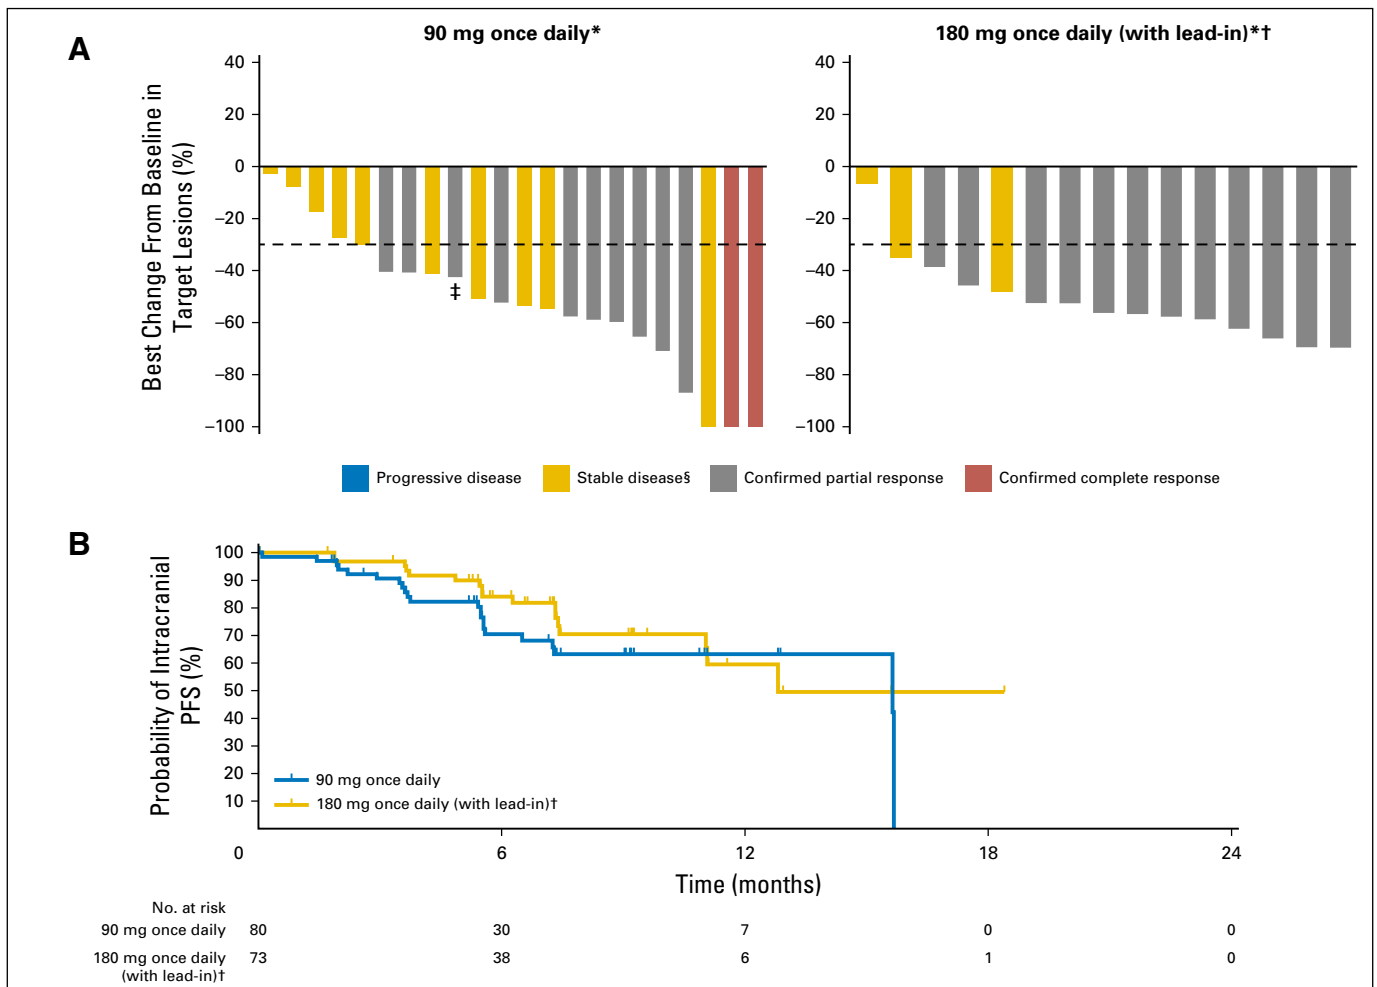 A
90 mg once daily*
180 mg once daily (with lead-in)*†
Best Change From Baseline in
Target Lesions (%)
40
20
0
–20
–40
–60
–80
–100
‡
40
20
0
–20
–40
–60
–80
–100
Progressive disease
Stable disease§
Confirmed partial response
Confirmed complete response
B
Probability of Intracranial
PFS (%)
100
90
80
70
60
50
40
30
20
10
90 mg once daily
180 mg once daily (with lead-in)†
0 6 12 18 24
Time (months)
No. at risk
90 mg once daily 80 30 7 0 0
180 mg once daily 73 38 6 1 0
(with lead-in)†